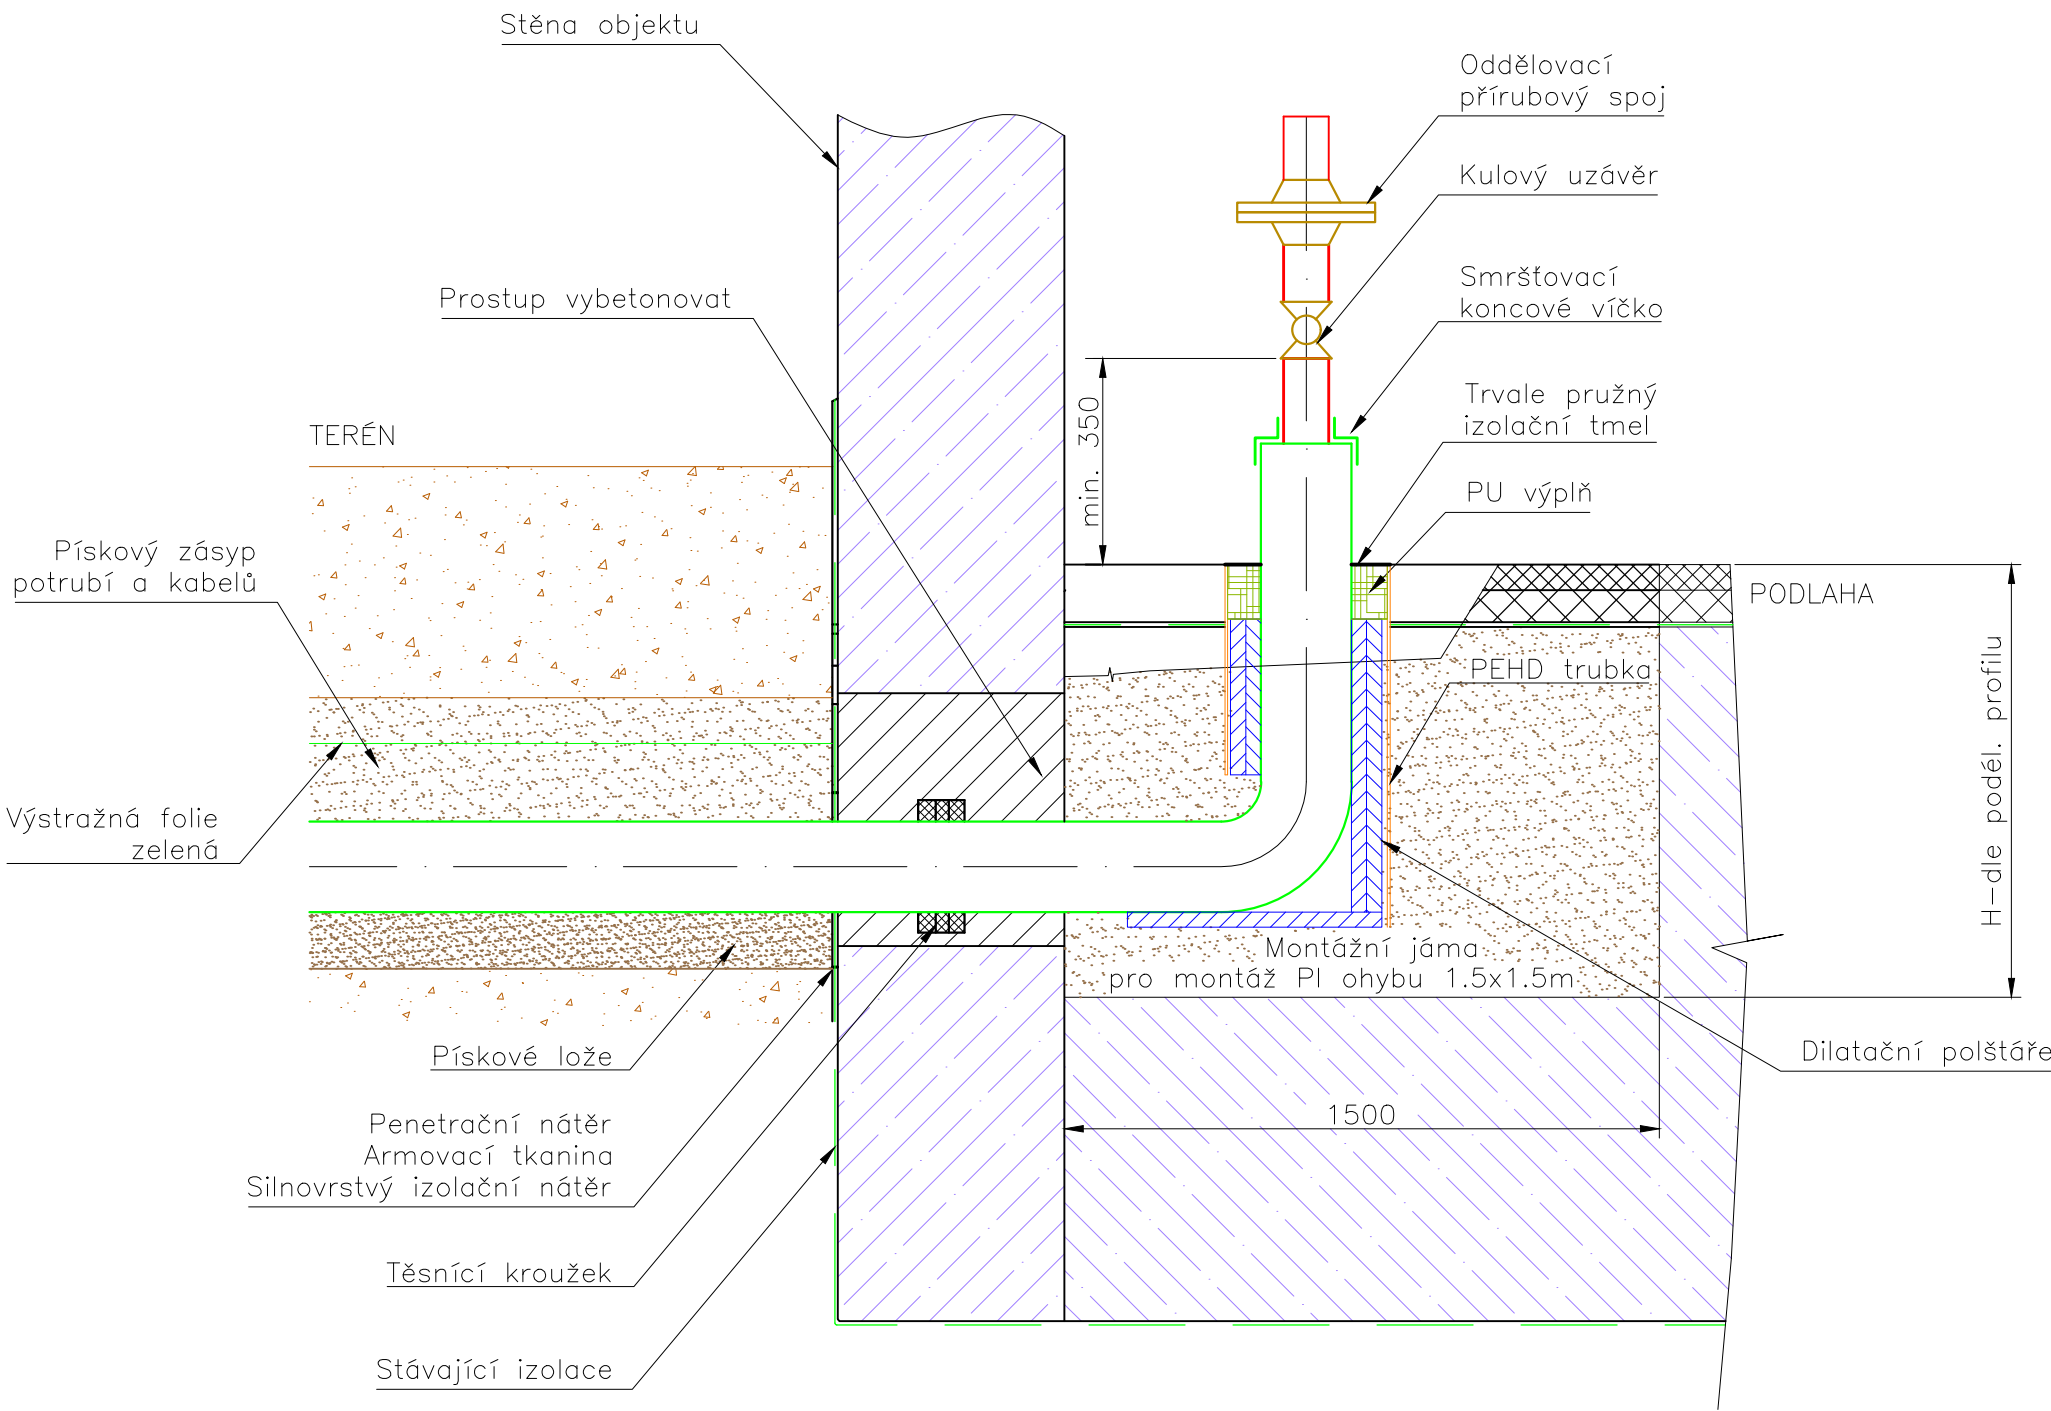 Stěna objektu
Oddělovací
přírubový spoj
Kulový uzávěr
Smršťovací
koncové víčko
Prostup vybetonovat
Trvale pružný
izolační tmel
min. 350
TERÉN
PU výplň
Pískový zásyp
potrubí a kabelů
PODLAHA
PEHD trubka
H-dle podél. profilu
Výstražná folie
zelená
Montážní jáma
pro montáž PI ohybu 1.5x1.5m
Pískové lože
Dilatační polštáře
1500
Penetrační nátěr
Armovací tkanina
Silnovrstvý izolační nátěr
Těsnící kroužek
Stávající izolace